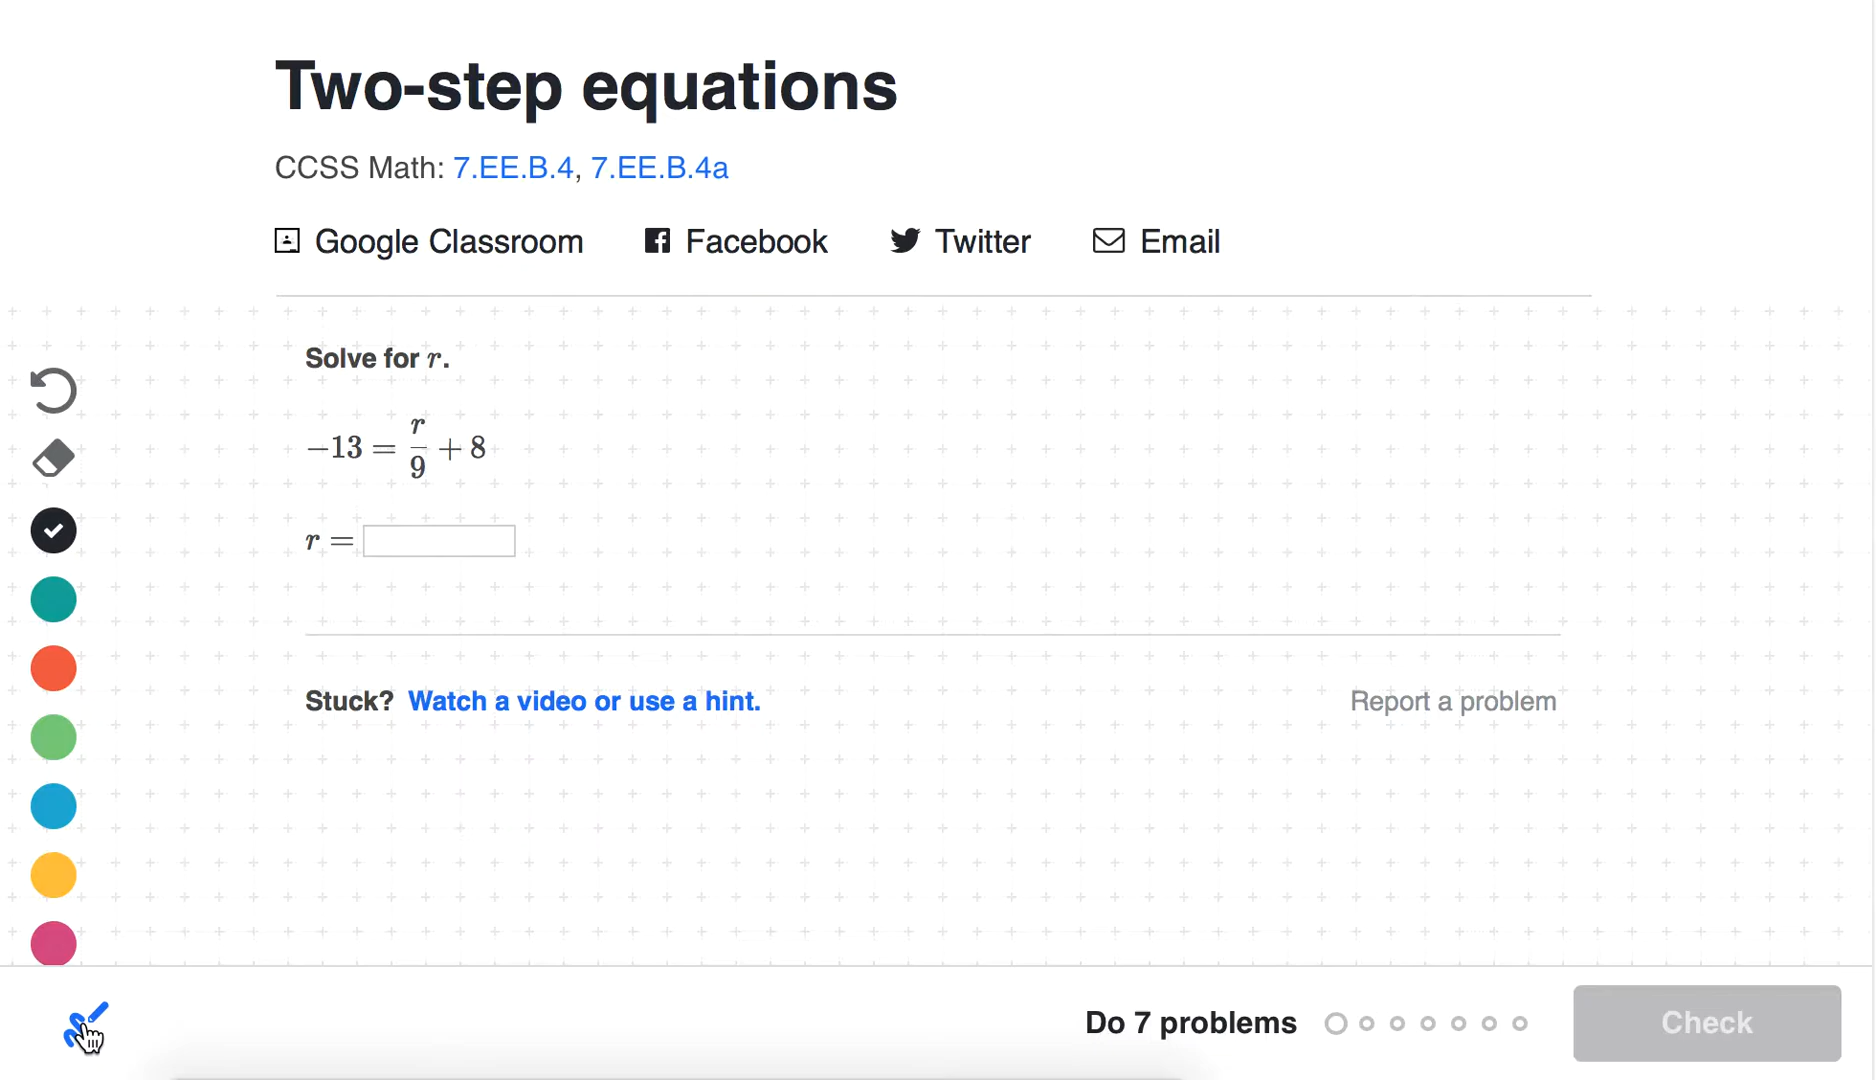 Two-step equations
CCSS Math: 7.EE.B.4, 7.EE.B.4a
Google Classroom Facebook Twitter Email
Solve for r.
−13 = r/9 + 8
r =
Stuck? Watch a video or use a hint. Report a problem
Do 7 problems Check